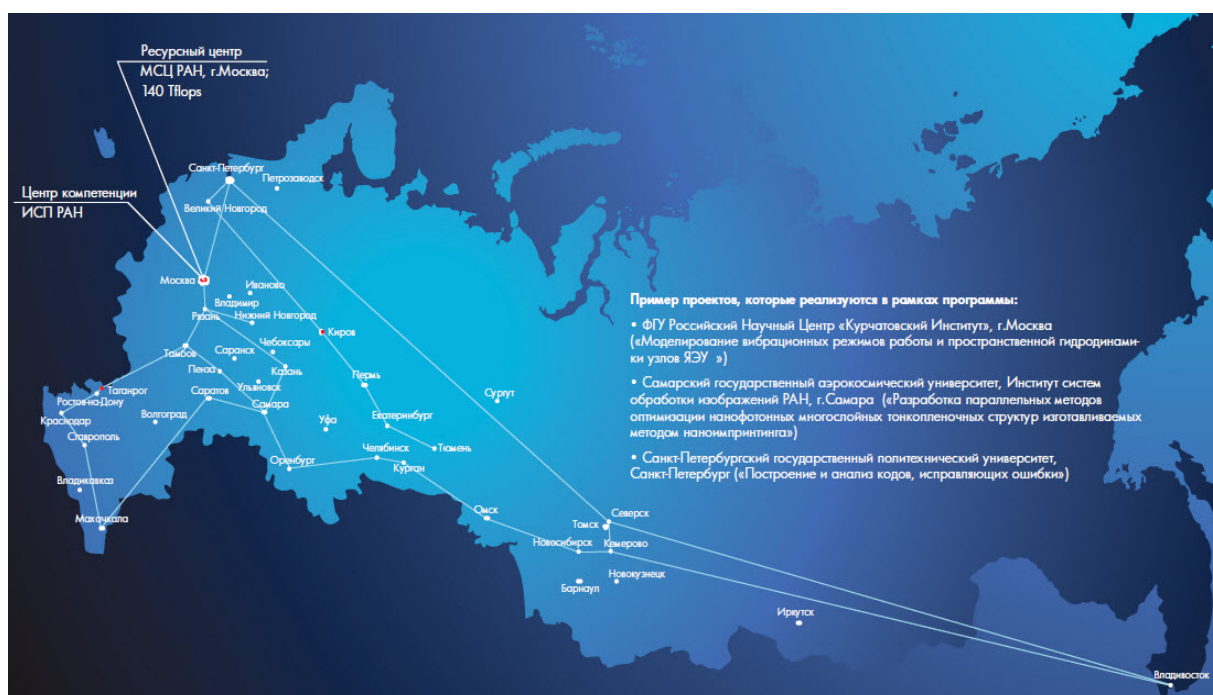 Ресурсный центр
МСЦ РАН, г.Москва;
140 Tflops
Санкт-Петербург
Петрозаводск
Центр компетенции
ИСП РАН
Великий Новгород
Москва
Иваново
Владимир
Рязань
Нижний Новгород
Киров
Чебоксары
Тамбов
Саранск
Казань
Пенза
Пермь
Таганрог
Саратов
Ульяновск
Сургут
Ростов-на-Дону
Самара
Волгоград
Уфа
Екатеринбург
Краснодар
Ставрополь
Челябинск
Тюмень
Оренбург
Курган
Владикавказ
Махачкала
Омск
Северск
Томск
Новосибирск
Кемерово
Барнаул
Новокузнецк
Иркутск
Владивосток
Пример проектов, которые реализуются в рамках программы:
• ФГУ Российский Научный Центр «Курчатовский Институт», г.Москва
(«Моделирование вибрационных режимов работы и пространственной гидродинами-
ки узлов ЯЭУ »)
• Самарский государственный аэрокосмический университет, Институт систем
обработки изображений РАН, г.Самара («Разработка параллельных методов
оптимизации нанофотонных многослойных тонкопленочных структур изготавливаемых
методом наноимпринтинга»)
• Санкт-Петербургский государственный политехнический университет,
Санкт-Петербург («Построение и анализ кодов, исправляющих ошибки»)